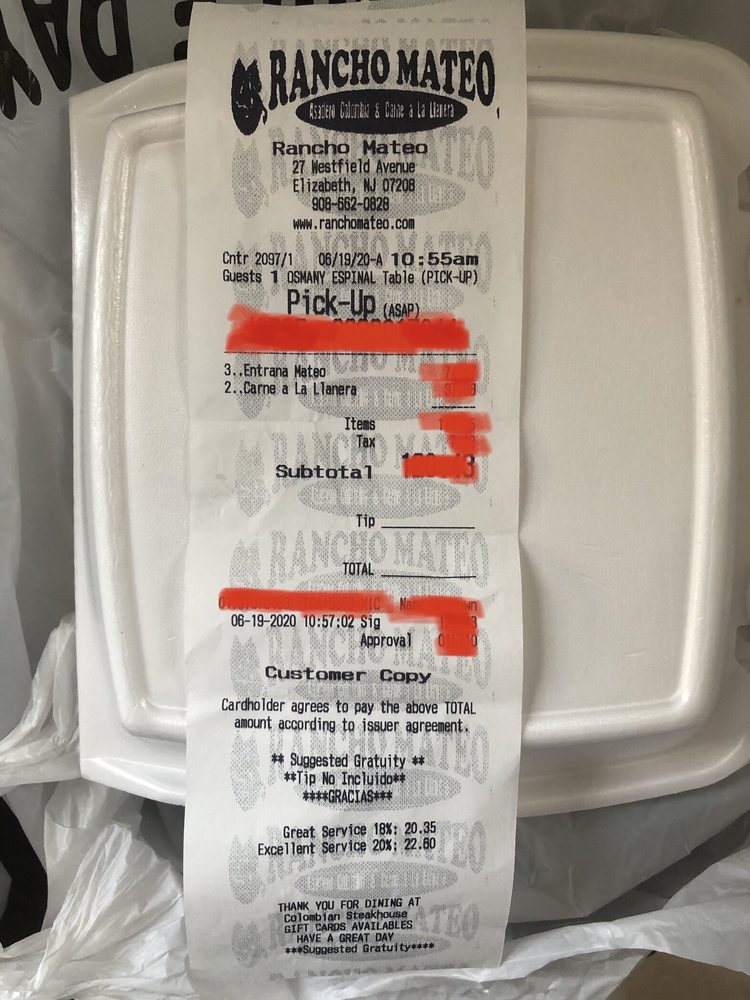 RANCHO MATEO
Asadero Colombia & Carne a La Llanera
Rancho Mateo
27 Westfield Avenue
Elizabeth, NJ 07208
908-662-0828
www.ranchomateo.com
Cntr 2097/1 06/19/20-A 10:55am
Guests 1 OSMANY ESPINAL Table (PICK-UP)
Pick-Up (ASAP)
3..Entrana Mateo
2..Carne a La Llanera
Items
Tax
Subtotal
Tip
TOTAL
06-19-2020 10:57:02 Sig
Approval
Customer Copy
Cardholder agrees to pay the above TOTAL
amount according to issuer agreement.
** Suggested Gratuity **
**Tip No Incluido**
****GRACIAS***
Great Service 18%: 20.35
Excellent Service 20%: 22.60
THANK YOU FOR DINING AT
Colombian Steakhouse
GIFT CARDS AVAILABLES
HAVE A GREAT DAY
***Suggested Gratuity****